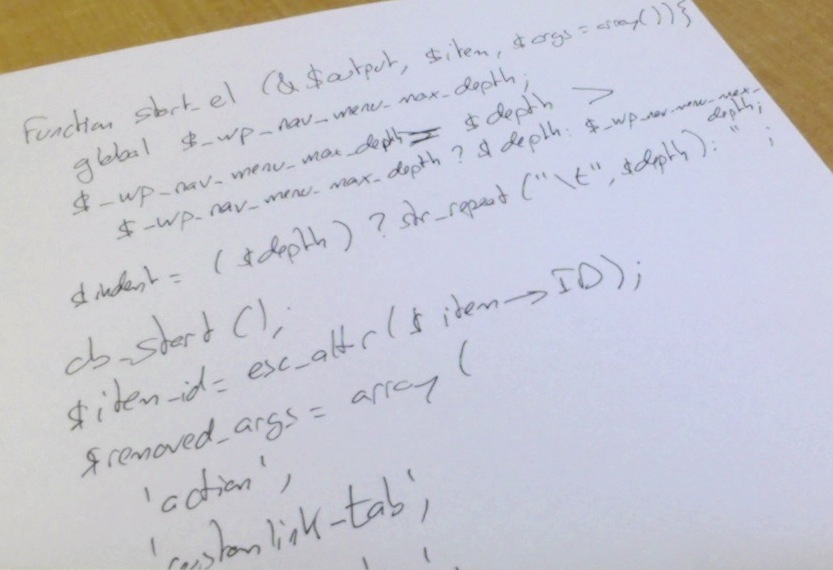 Function start_el (& $output, $item, $args = array()) {
global $_wp_nav_menu_max_depth;
$_wp_nav_menu_max_depth = $depth >
$_wp_nav_menu_max_depth ? $depth : $_wp_nav_menu_max_depth;
$indent = ($depth) ? str_repeat ("\t", $depth) : " ;
ob_start ();
$item_id = esc_attr ($item→ID);
$removed_args = array (
'action',
'customlink-tab',